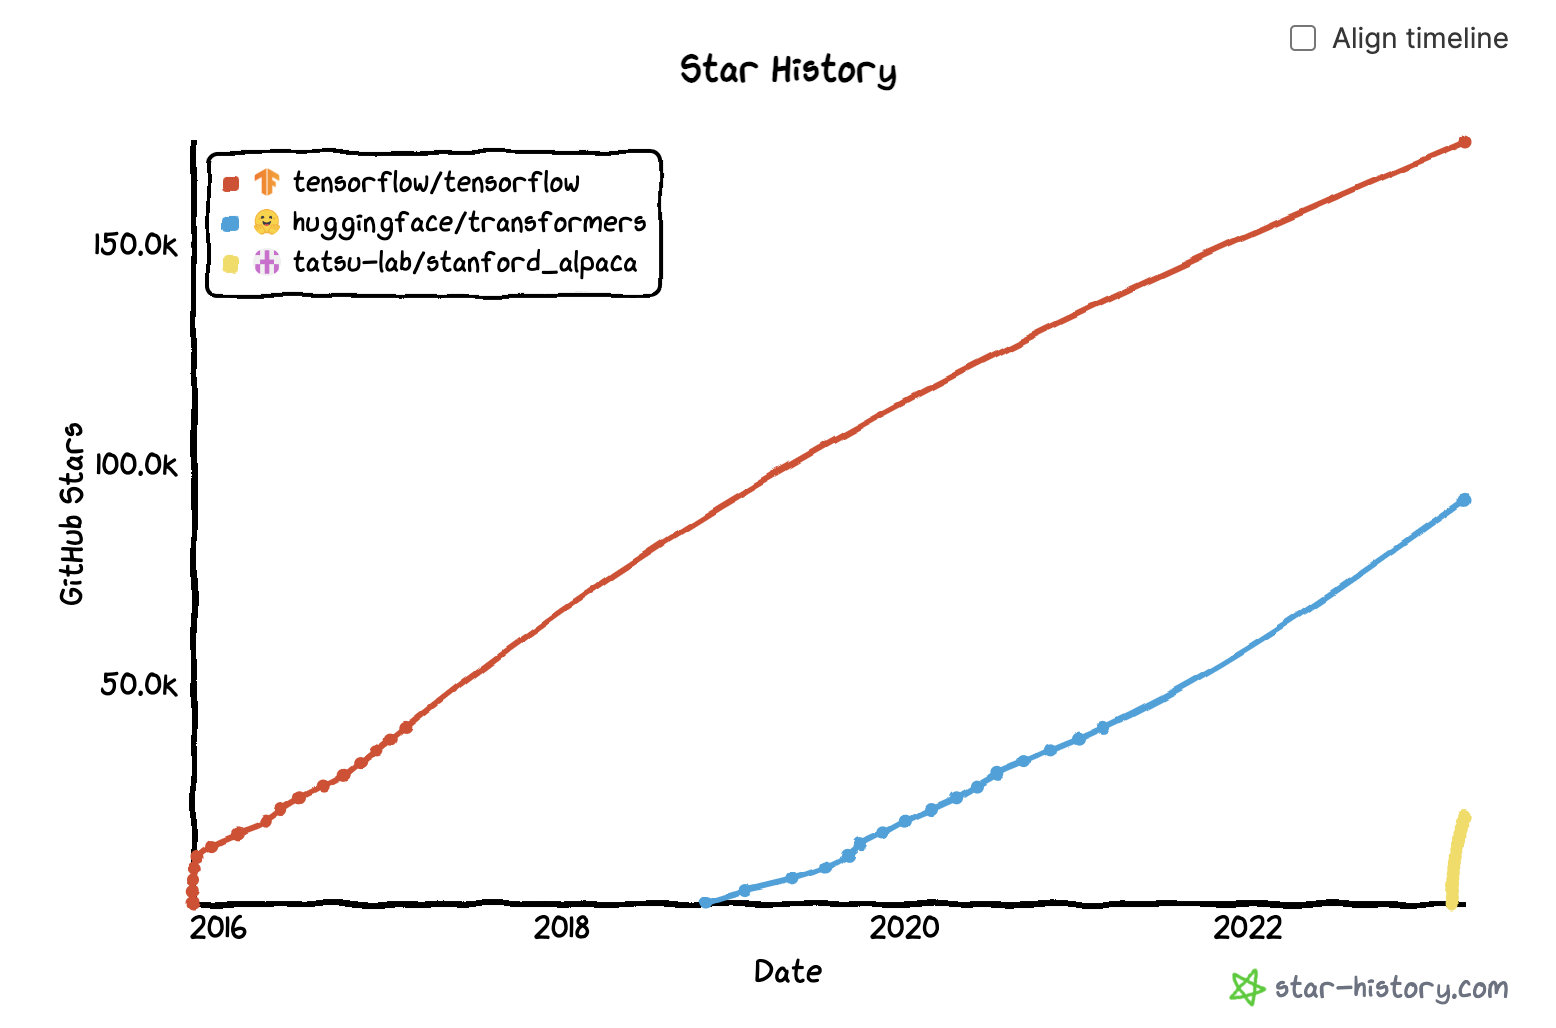 Align timeline
Star History
tensorflow/tensorflow
huggingface/transformers
tatsu-lab/stanford_alpaca
150.0k
100.0k
50.0k
GitHub Stars
2016
2018
2020
2022
Date
star-history.com